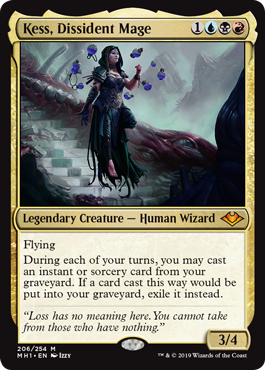 Kess, Dissident Mage 1
Legendary Creature — Human Wizard
Flying
During each of your turns, you may cast
an instant or sorcery card from your
graveyard. If a card cast this way would
be put into your graveyard, exile it instead.
“Loss has no meaning here. You cannot take
from those who have nothing.”
3/4
206/254 M
MH1 • EN Izzy
™ & © 2019 Wizards of the Coast